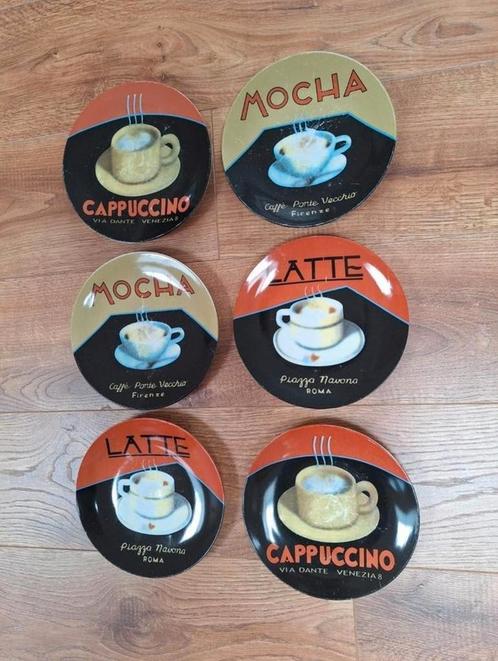 CAPPUCCINO
VIA DANTE VENEZIA 8
MOCHA
Caffè Ponte Vecchio
Firenze
MOCHA
Caffè Ponte Vecchio
Firenze
LATTE
Piazza Navona
ROMA
LATTE
Piazza Navona
ROMA
CAPPUCCINO
VIA DANTE VENEZIA 8